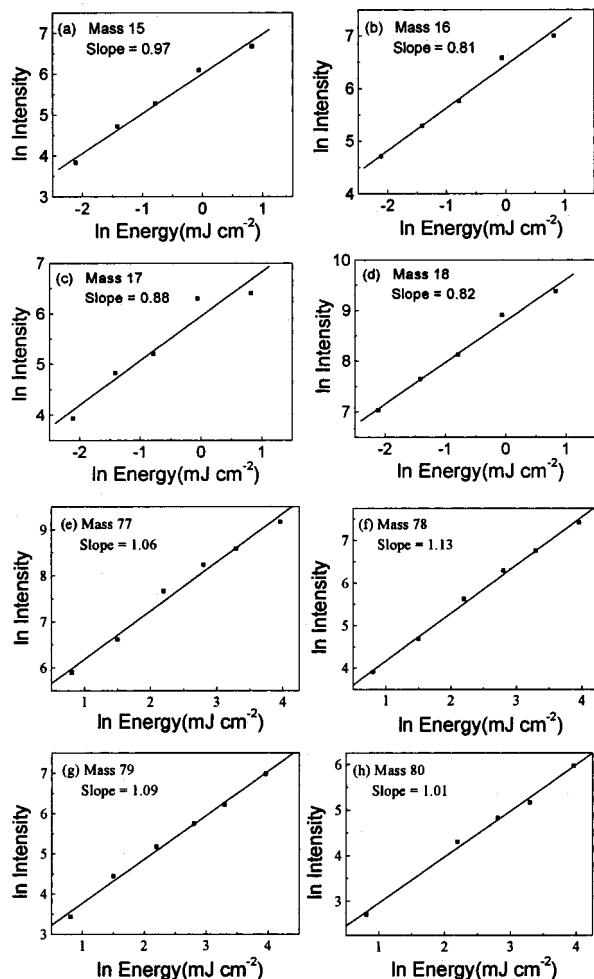 (a) Mass 15
Slope = 0.97
7
6
5
4
3
-2 -1 0 1
ln Intensity
ln Energy(mJ cm-2)
(b) Mass 16
Slope = 0.81
7
6
5
4
-2 -1 0 1
ln Intensity
ln Energy(mJ cm-2)
(c) Mass 17
Slope = 0.88
7
6
5
4
-2 -1 0 1
ln Intensity
ln Energy(mJ cm-2)
(d) Mass 18
Slope = 0.82
10
9
8
7
-2 -1 0 1
ln Intensity
ln Energy(mJ cm-2)
(e) Mass 77
Slope = 1.06
9
8
7
6
1 2 3 4
ln Intensity
ln Energy(mJ cm-2)
(f) Mass 78
Slope = 1.13
7
6
5
4
1 2 3 4
ln Intensity
ln Energy(mJ cm-2)
(g) Mass 79
Slope = 1.09
7
6
5
4
3
1 2 3 4
ln Intensity
ln Energy(mJ cm-2)
(h) Mass 80
Slope = 1.01
6
5
4
3
1 2 3 4
ln Intensity
ln Energy(mJ cm-2)